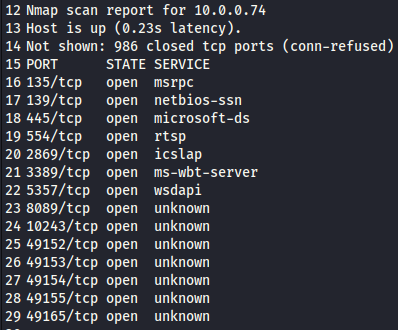 12 Nmap scan report for 10.0.0.74
13 Host is up (0.23s latency).
14 Not shown: 986 closed tcp ports (conn-refused)
15 PORT      STATE SERVICE
16 135/tcp   open  msrpc
17 139/tcp   open  netbios-ssn
18 445/tcp   open  microsoft-ds
19 554/tcp   open  rtsp
20 2869/tcp  open  icslap
21 3389/tcp  open  ms-wbt-server
22 5357/tcp  open  wsdapi
23 8089/tcp  open  unknown
24 10243/tcp open  unknown
25 49152/tcp open  unknown
26 49153/tcp open  unknown
27 49154/tcp open  unknown
28 49155/tcp open  unknown
29 49165/tcp open  unknown